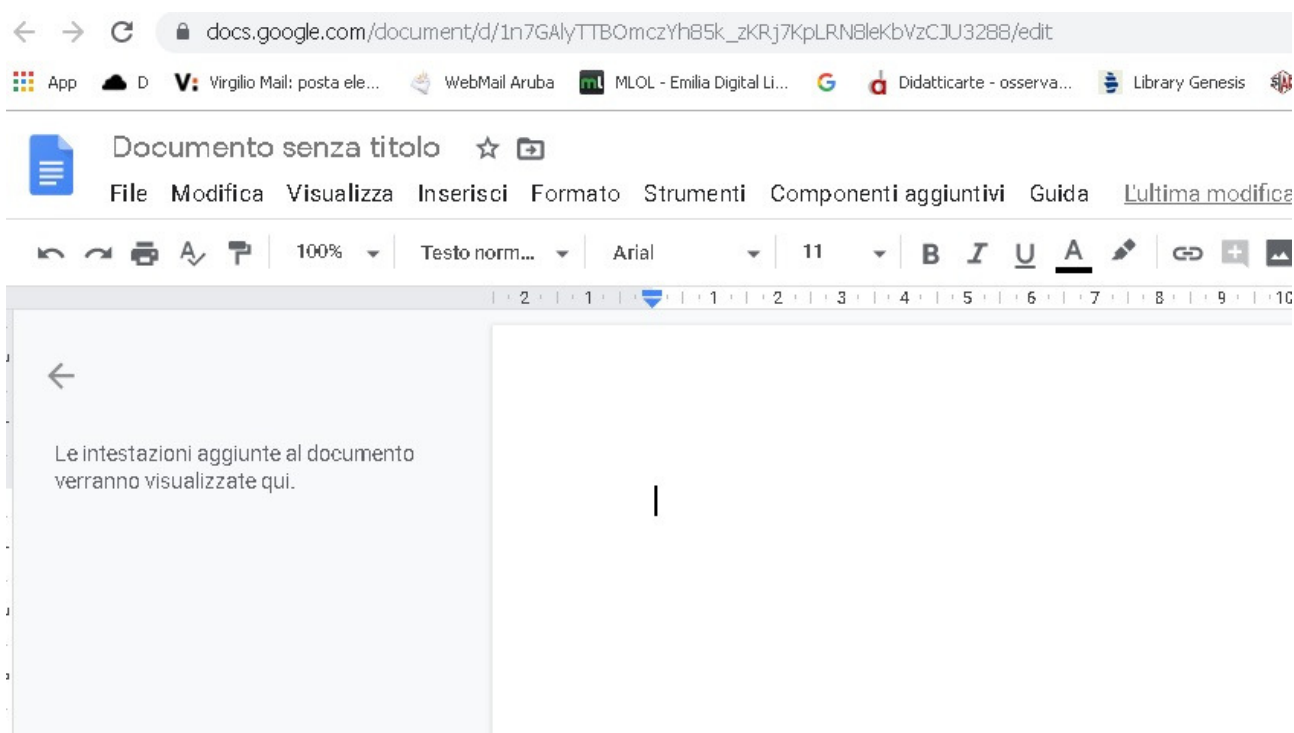 docs.google.com/document/d/1n7GAlyTTBOmczYh85k_zKRj7KpLRN8leKbVzCJU3288/edit
App D V: Virgilio Mail: posta ele... WebMail Aruba ml MLOL - Emilia Digital Li... G d Didatticarte - osserva... Library Genesis
Documento senza titolo
File Modifica Visualizza Inserisci Formato Strumenti Componenti aggiuntivi Guida L'ultima modifica
100% Testo norm... Arial 11 B I U A
2 1 1 2 3 4 5 6 7 8 9 10
Le intestazioni aggiunte al documento
verranno visualizzate qui.